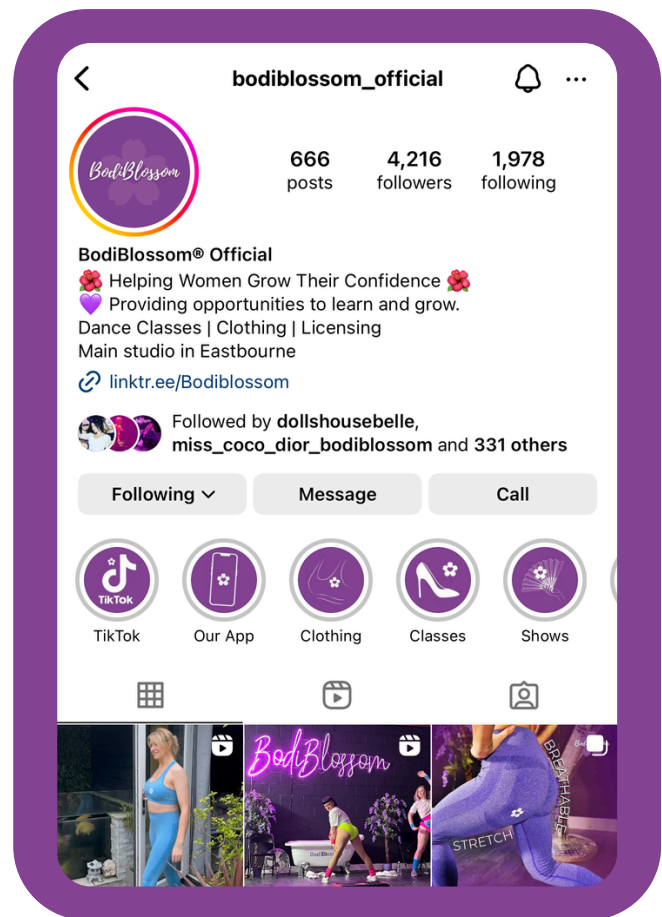 bodiblossom_official
BodiBlossom
666
posts
4,216
followers
1,978
following
BodiBlossom® Official
🌺 Helping Women Grow Their Confidence 🌺
💜 Providing opportunities to learn and grow.
Dance Classes | Clothing | Licensing
Main studio in Eastbourne
linktr.ee/Bodiblossom
Followed by dollshousebelle,
miss_coco_dior_bodiblossom and 331 others
Following
Message
Call
TikTok
TikTok
Our App
Clothing
Classes
Shows
BodiBlossom
BodiBlossom
STRETCH
BREATHABLE